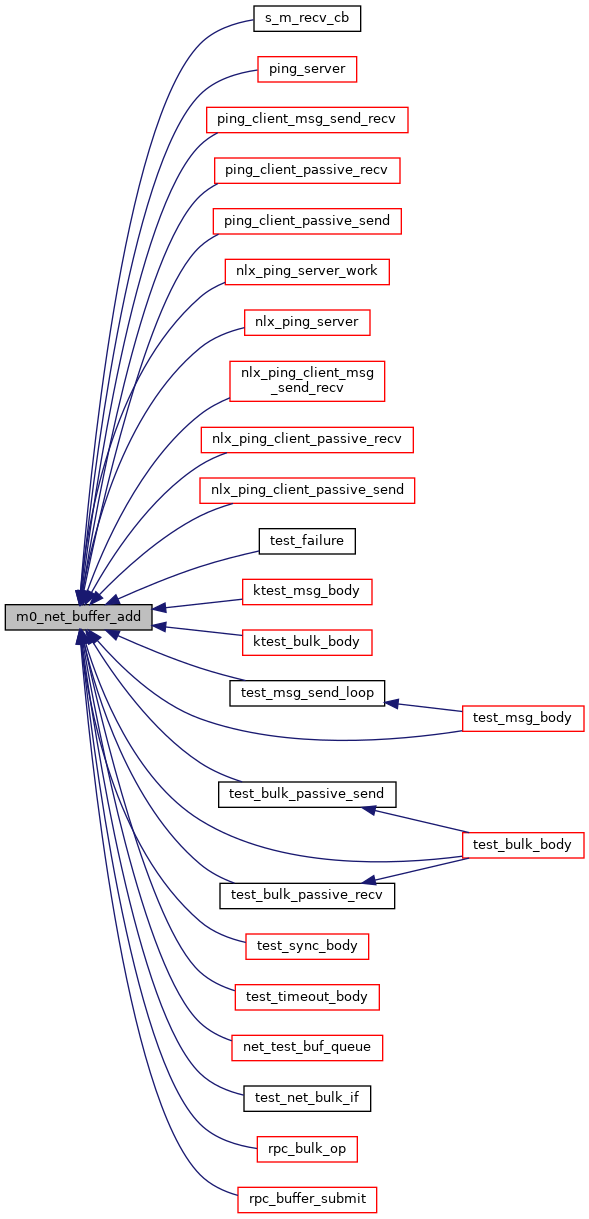 s_m_recv_cb
ping_server
ping_client_msg_send_recv
ping_client_passive_recv
ping_client_passive_send
nlx_ping_server_work
nlx_ping_server
nlx_ping_client_msg
_send_recv
nlx_ping_client_passive_recv
nlx_ping_client_passive_send
test_failure
ktest_msg_body
m0_net_buffer_add
ktest_bulk_body
test_msg_send_loop
test_msg_body
test_bulk_passive_send
test_bulk_body
test_bulk_passive_recv
test_sync_body
test_timeout_body
net_test_buf_queue
test_net_bulk_if
rpc_bulk_op
rpc_buffer_submit